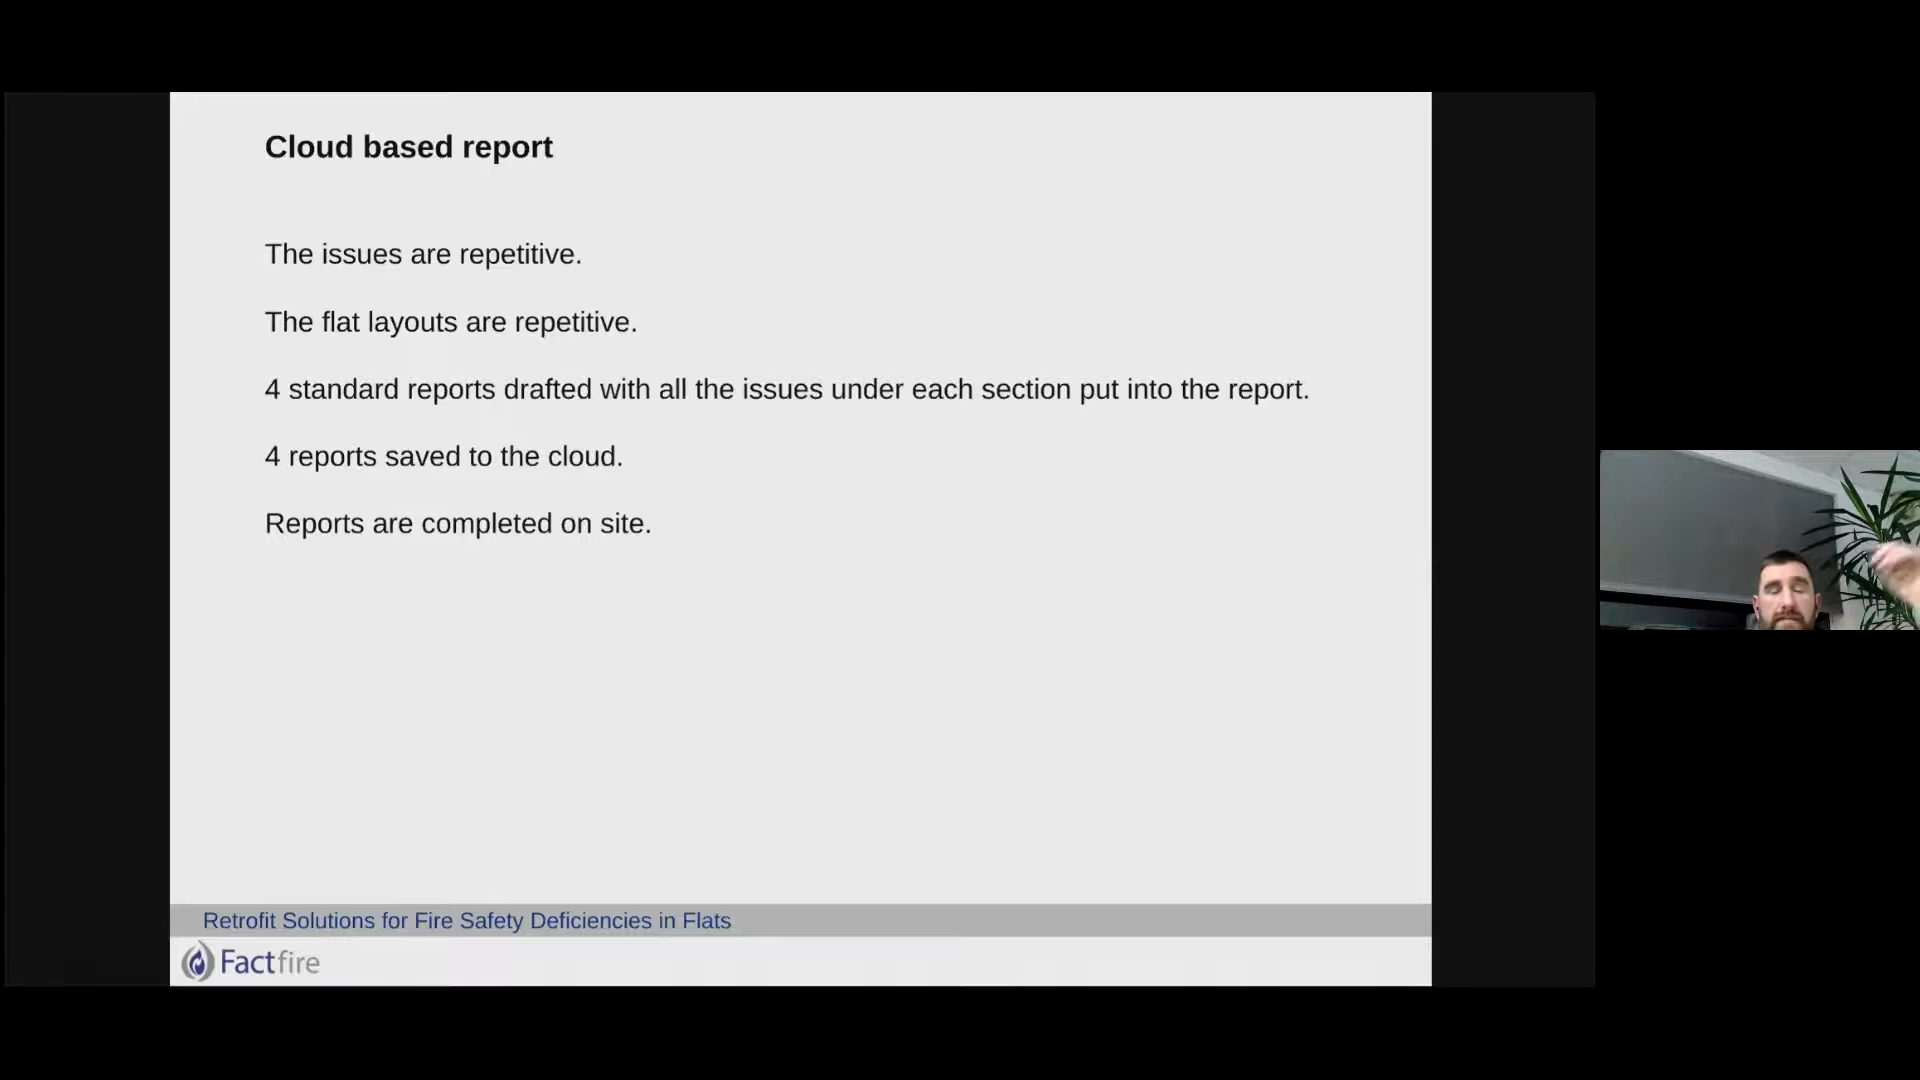 Cloud based report
The issues are repetitive.
The flat layouts are repetitive.
4 standard reports drafted with all the issues under each section put into the report.
4 reports saved to the cloud.
Reports are completed on site.
Retrofit Solutions for Fire Safety Deficiencies in Flats
Factfire